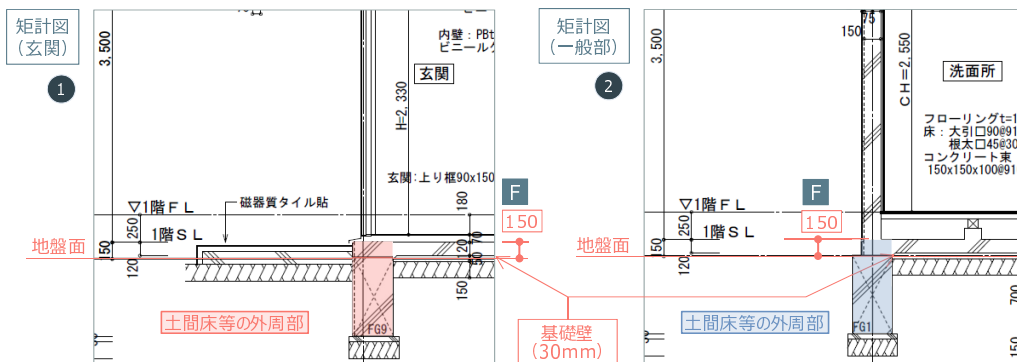 矩計図
（玄関）
1
3,500
内壁：PBt
ビニールク
玄関
H=2,330
玄関：上り框90x150
▽1階ＦＬ
磁器質タイル貼
250
1階ＳＬ
150
120
地盤面
180
70
120
50
150
F
150
土間床等の外周部
FG9
基礎壁
（30mm）
矩計図
（一般部）
2
3,500
75
150
ＣＨ＝2,550
洗面所
フローリングt=1
床：大引口90@91
根太口45@30
コンクリート束
150x150x100@91
F
150
▽1階ＦＬ
250
1階ＳＬ
150
120
地盤面
土間床等の外周部
FG1
700
150